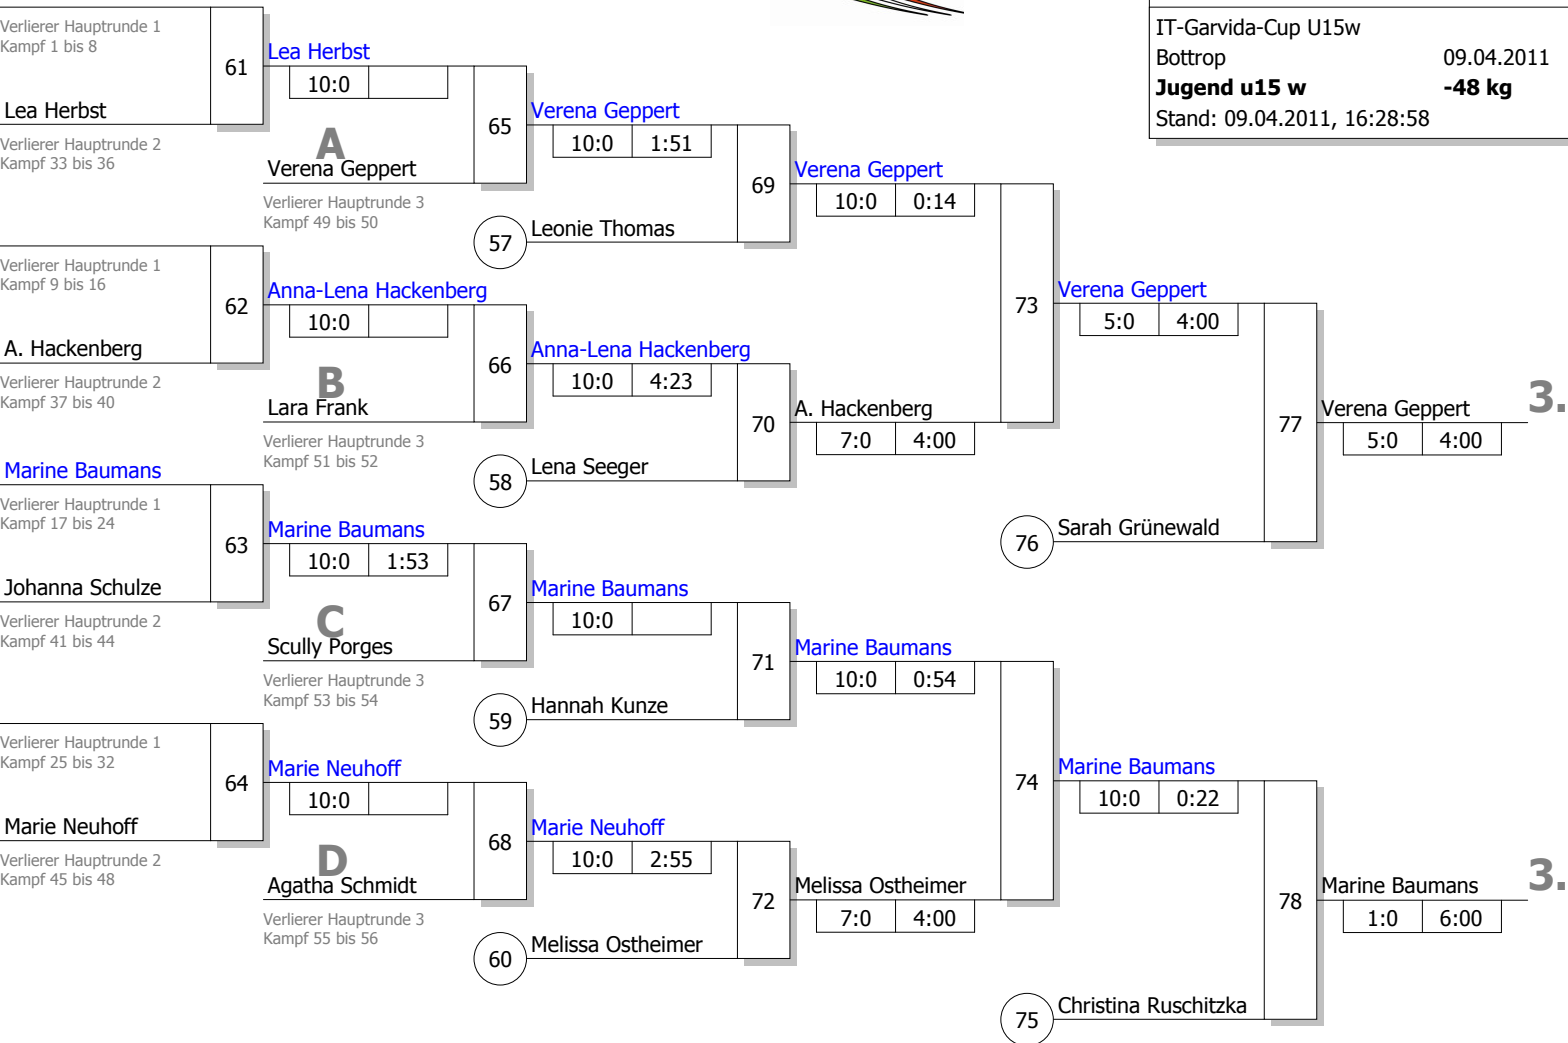 IT-Garvida-Cup U15w
Bottrop 09.04.2011
Jugend u15 w -48 kg
Stand: 09.04.2011, 16:28:58
Verlierer Hauptrunde 1
Kampf 1 bis 8
61
Lea Herbst
10:0
Lea Herbst
Verlierer Hauptrunde 2
Kampf 33 bis 36
A
Verena Geppert
Verlierer Hauptrunde 3
Kampf 49 bis 50
65
Verena Geppert
10:0 1:51
57
Leonie Thomas
69
Verena Geppert
10:0 0:14
Verlierer Hauptrunde 1
Kampf 9 bis 16
62
Anna-Lena Hackenberg
10:0
A. Hackenberg
Verlierer Hauptrunde 2
Kampf 37 bis 40
B
Lara Frank
Verlierer Hauptrunde 3
Kampf 51 bis 52
66
Anna-Lena Hackenberg
10:0 4:23
58
Lena Seeger
70
A. Hackenberg
7:0 4:00
73
Verena Geppert
5:0 4:00
76
Sarah Grünewald
77
Verena Geppert
5:0 4:00
3.
Marine Baumans
Verlierer Hauptrunde 1
Kampf 17 bis 24
63
Marine Baumans
10:0 1:53
Johanna Schulze
Verlierer Hauptrunde 2
Kampf 41 bis 44
C
Scully Porges
Verlierer Hauptrunde 3
Kampf 53 bis 54
67
Marine Baumans
10:0
59
Hannah Kunze
71
Marine Baumans
10:0 0:54
Verlierer Hauptrunde 1
Kampf 25 bis 32
64
Marie Neuhoff
10:0
Marie Neuhoff
Verlierer Hauptrunde 2
Kampf 45 bis 48
D
Agatha Schmidt
Verlierer Hauptrunde 3
Kampf 55 bis 56
68
Marie Neuhoff
10:0 2:55
60
Melissa Ostheimer
72
Melissa Ostheimer
7:0 4:00
74
Marine Baumans
10:0 0:22
75
Christina Ruschitzka
78
Marine Baumans
1:0 6:00
3.